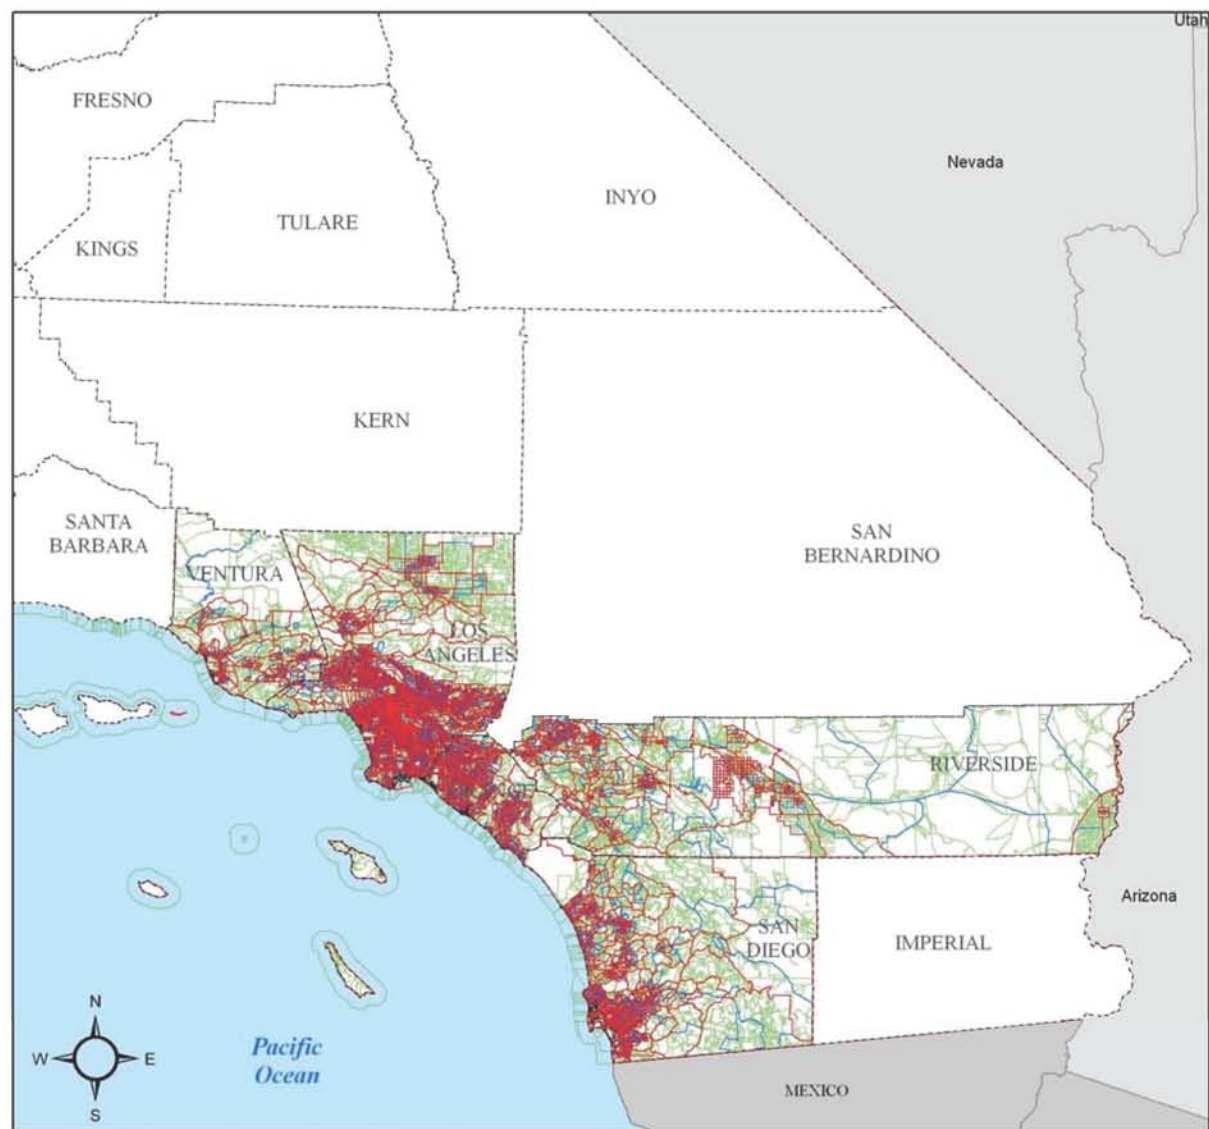 Utah
FRESNO
Nevada
INYO
TULARE
KINGS
KERN
SANTA
BARBARA
SAN
BERNARDINO
VENTURA
LOS
ANGELES
RIVERSIDE
Arizona
SAN
DIEGO
IMPERIAL
N
W
E
S
Pacific
Ocean
MEXICO